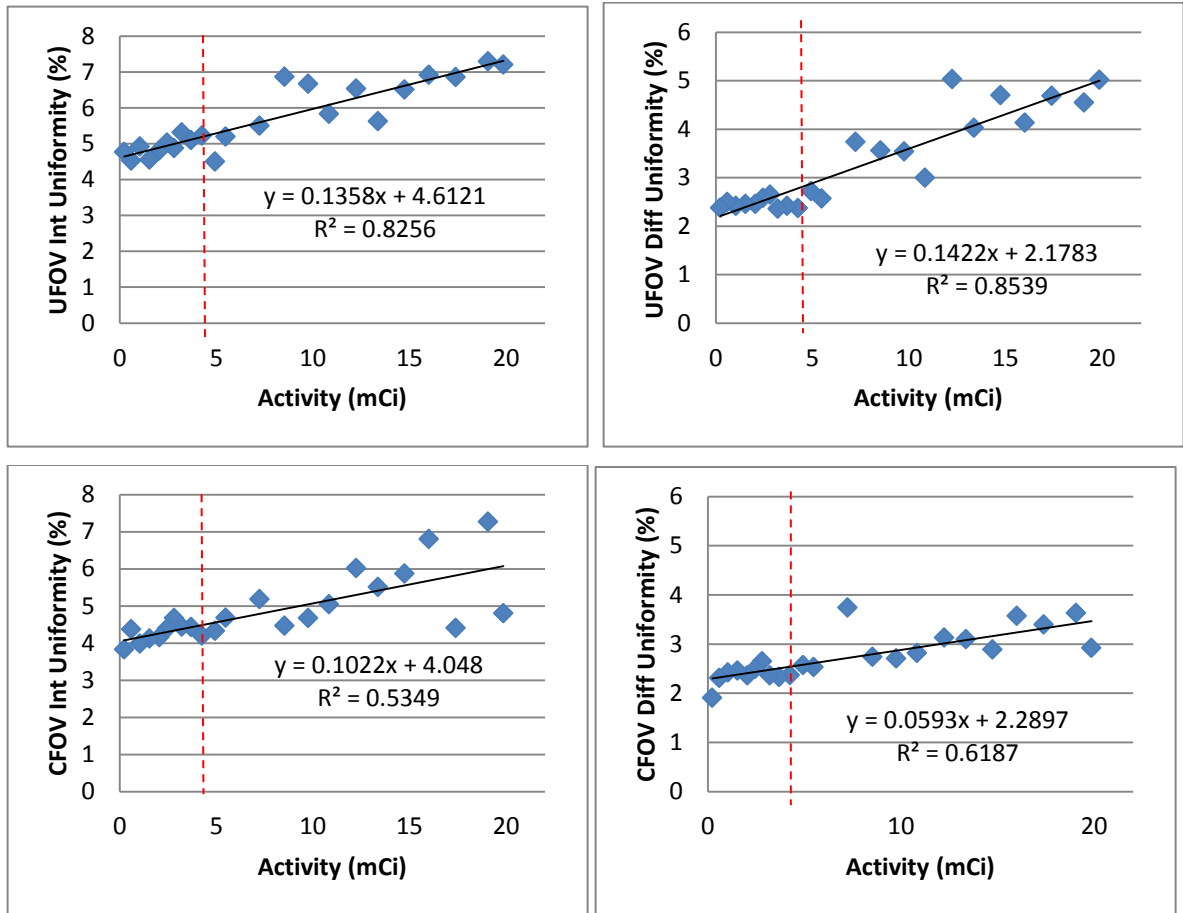 UFOV Int Uniformity (%)
8
7
6
5
4
3
2
1
0
y = 0.1358x + 4.6121
R² = 0.8256
0 5 10 15 20
Activity (mCi)
UFOV Diff Uniformity (%)
6
5
4
3
2
1
0
y = 0.1422x + 2.1783
R² = 0.8539
0 5 10 15 20
Activity (mCi)
CFOV Int Uniformity (%)
8
7
6
5
4
3
2
1
0
y = 0.1022x + 4.048
R² = 0.5349
0 5 10 15 20
Activity (mCi)
CFOV Diff Uniformity (%)
6
5
4
3
2
1
0
y = 0.0593x + 2.2897
R² = 0.6187
0 5 10 15 20
Activity (mCi)